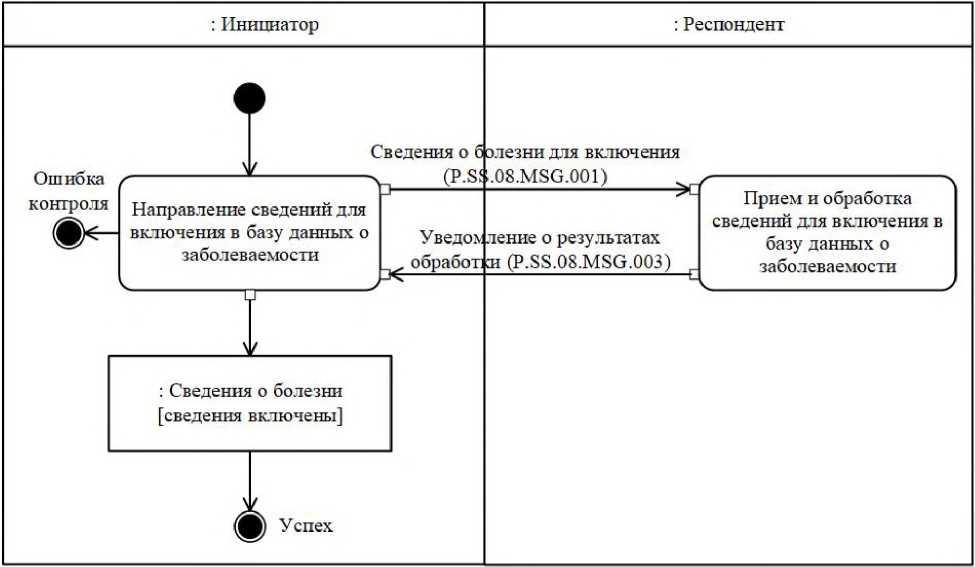 : Инициатор
: Респондент
Сведения о болезни для включения
(P.SS.08.MSG.001)
Ошибка
контроля
Направление сведений для
включения в базу данных о
заболеваемости
Прием и обработка
сведений для включения в
базу данных о
заболеваемости
Уведомление о результатах
обработки (P.SS.08.MSG.003)
: Сведения о болезни
[сведения включены]
Успех